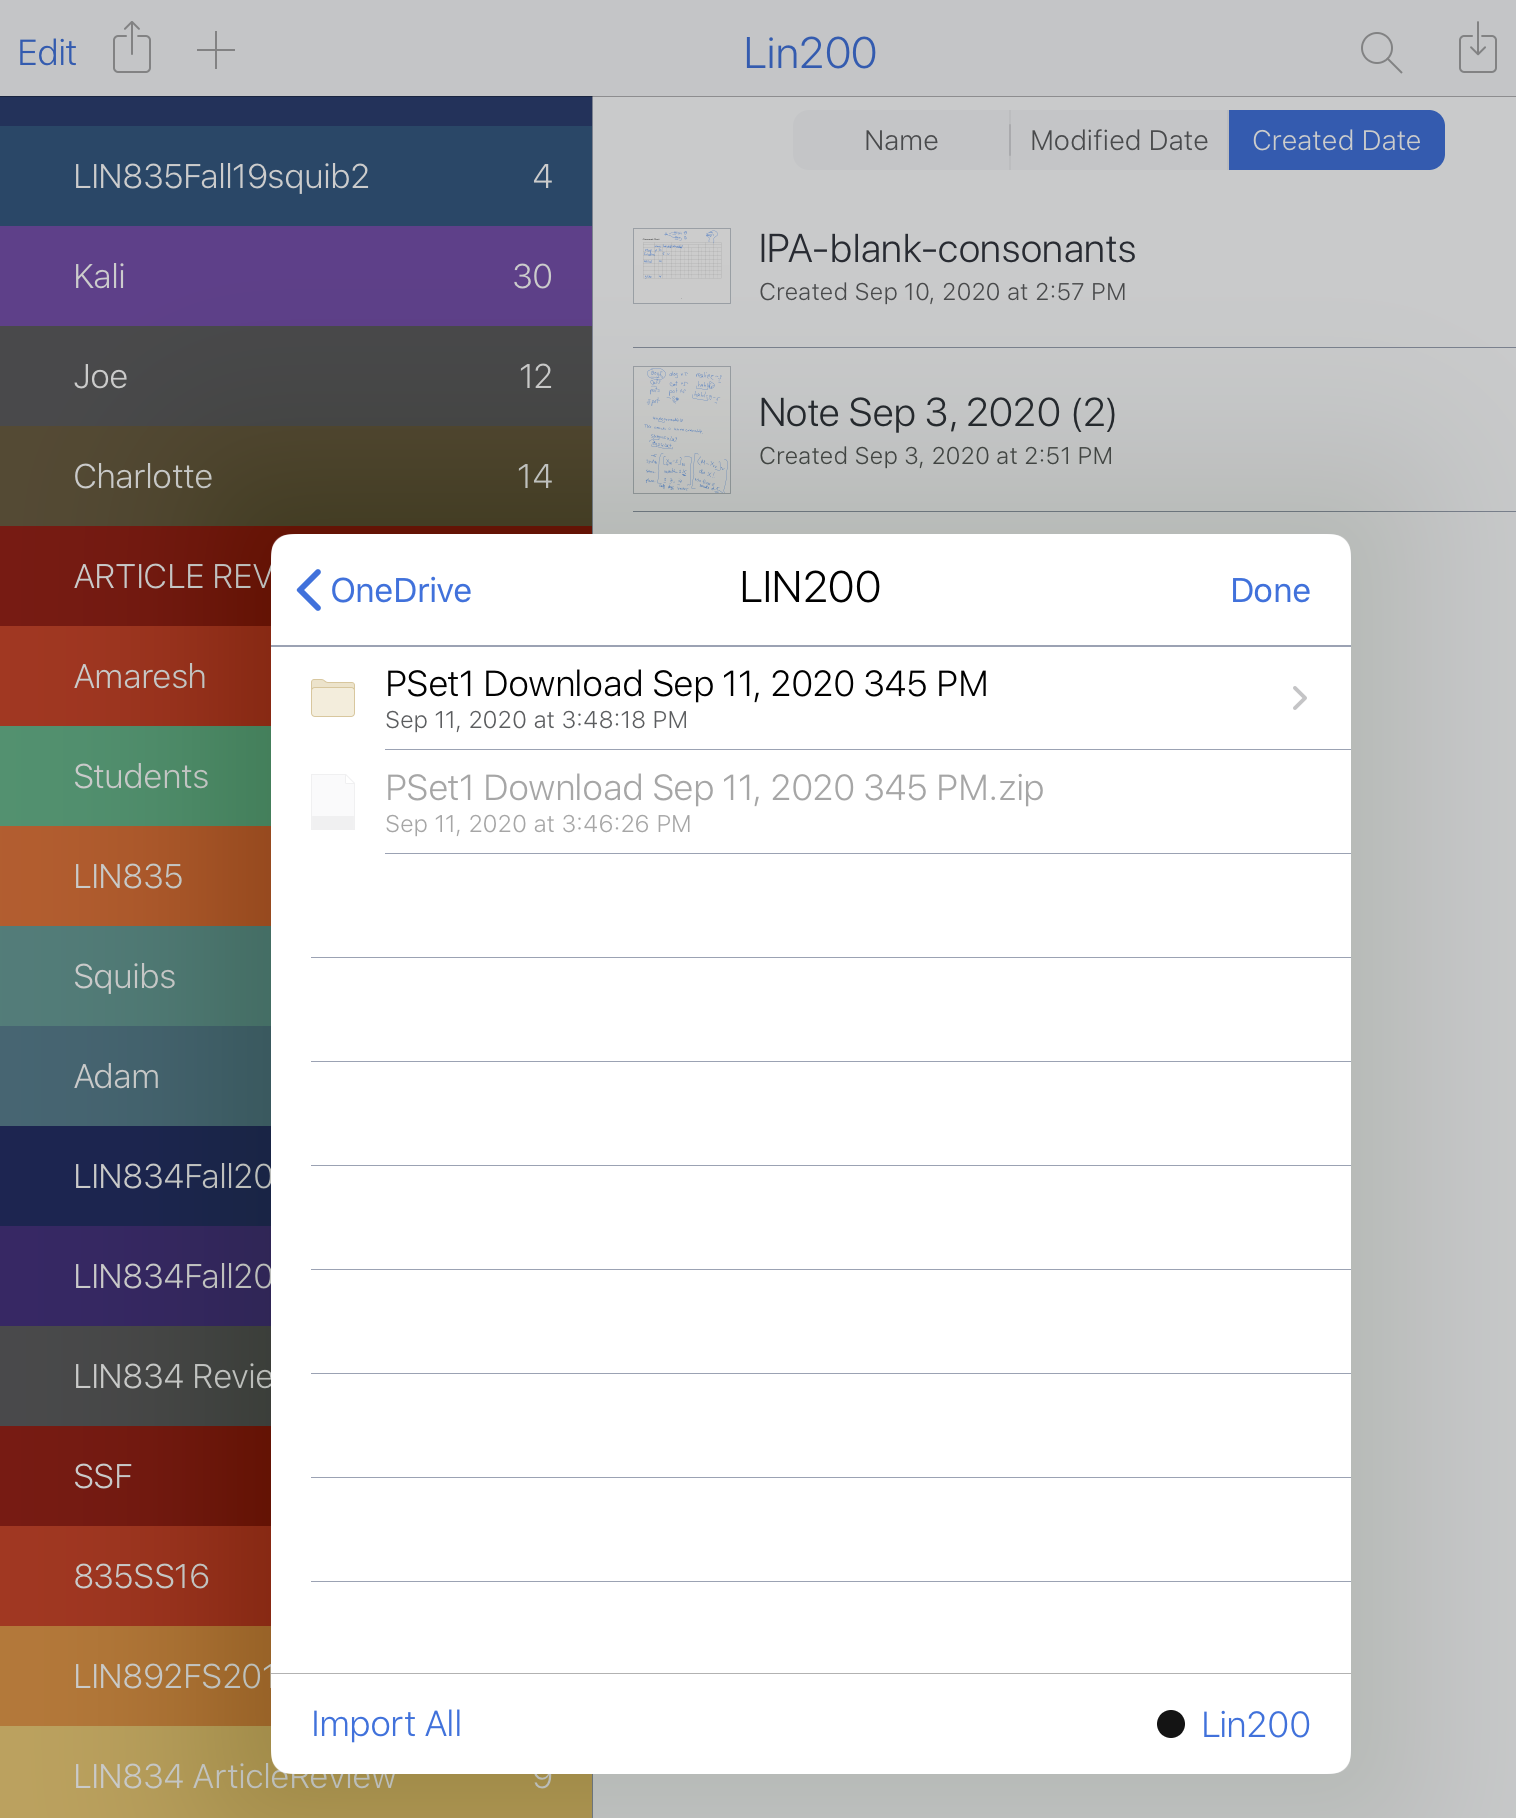 Edit
Lin200
LIN835Fall19squib2 4
Kali 30
Joe 12
Charlotte 14
ARTICLE REV
Amaresh
Students
LIN835
Squibs
Adam
LIN834Fall20
LIN834Fall20
LIN834 Revie
SSF
835SS16
LIN892FS201
LIN834 ArticleReview 9
Name Modified Date Created Date
IPA-blank-consonants
Created Sep 10, 2020 at 2:57 PM
Note Sep 3, 2020 (2)
Created Sep 3, 2020 at 2:51 PM
OneDrive LIN200 Done
PSet1 Download Sep 11, 2020 345 PM
Sep 11, 2020 at 3:48:18 PM
PSet1 Download Sep 11, 2020 345 PM.zip
Sep 11, 2020 at 3:46:26 PM
Import All Lin200